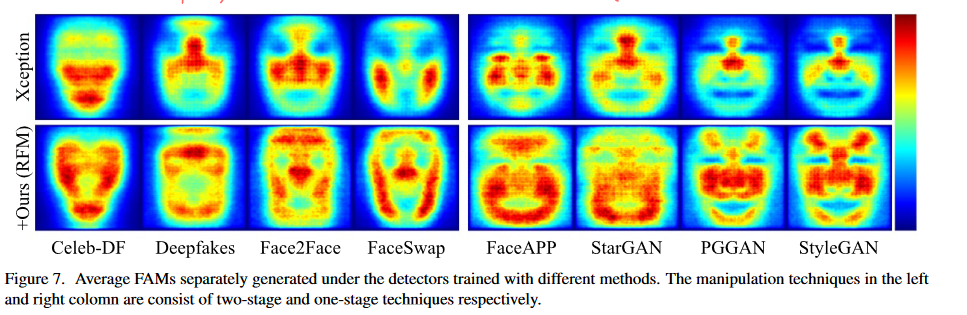 Xception
+Ours (RFM)
Celeb-DF Deepfakes Face2Face FaceSwap FaceAPP StarGAN PGGAN StyleGAN
Figure 7. Average FAMs separately generated under the detectors trained with different methods. The manipulation techniques in the left
and right colomn are consist of two-stage and one-stage techniques respectively.